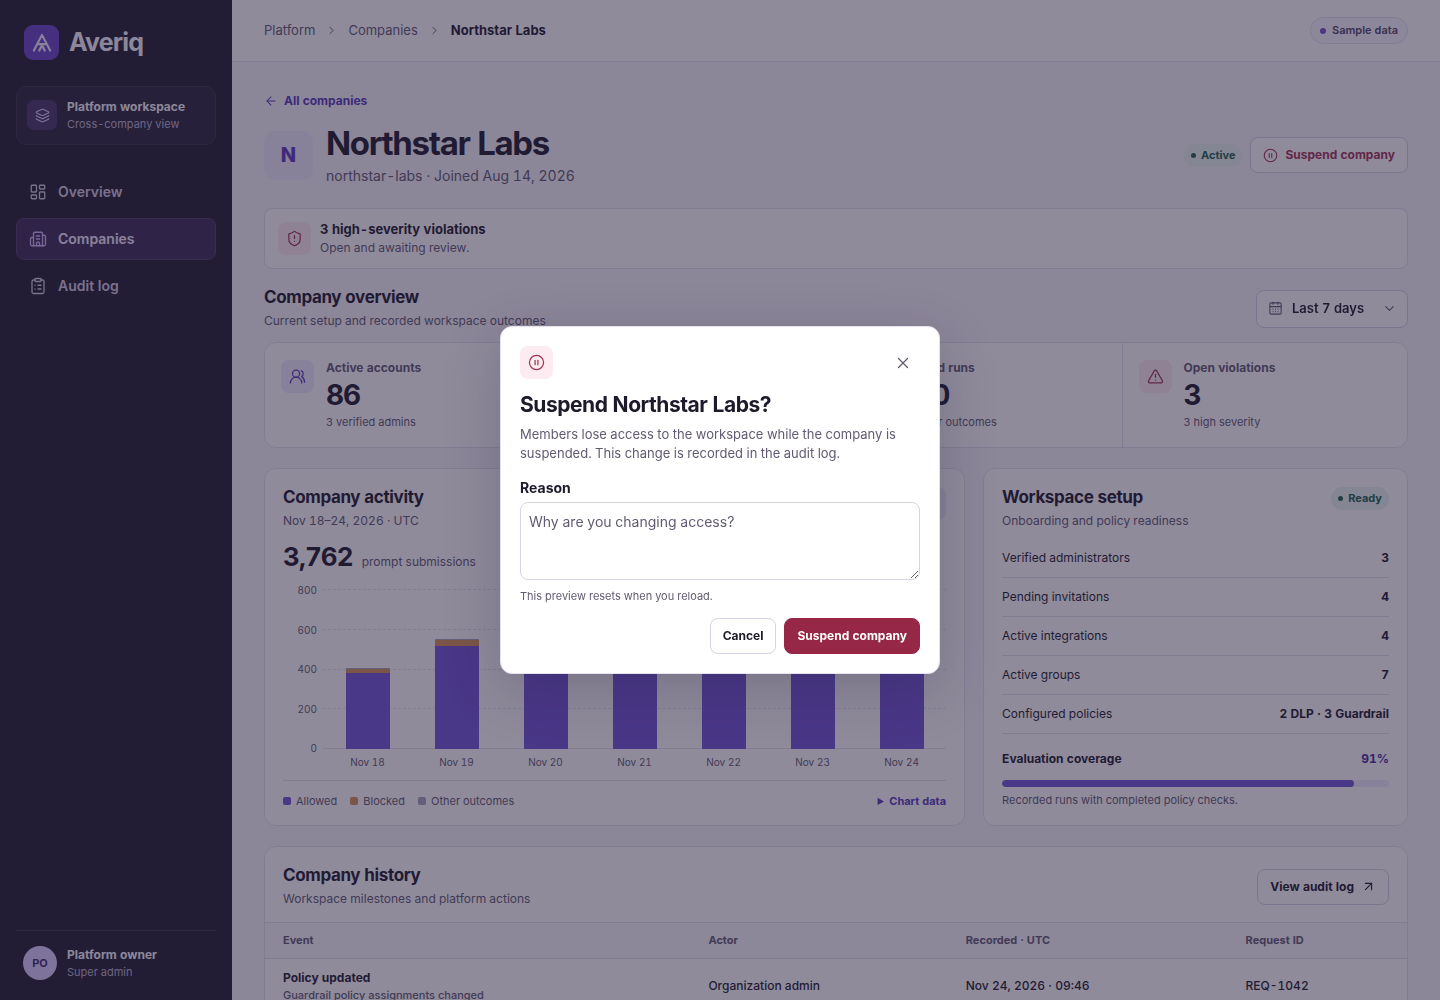 Averiq
Platform workspace
Cross-company view
Overview
Companies
Audit log
PO
Platform owner
Super admin
Platform
Companies
Northstar Labs
Sample data
All companies
N
Northstar Labs
northstar-labs · Joined Aug 14, 2026
Active
Suspend company
3 high-severity violations
Open and awaiting review.
Company overview
Current setup and recorded workspace outcomes
Last 7 days
Active accounts
86
3 verified admins
d runs
0
outcomes
Open violations
3
3 high severity
Suspend Northstar Labs?
Members lose access to the workspace while the company is
suspended. This change is recorded in the audit log.
Reason
Why are you changing access?
This preview resets when you reload.
Cancel
Suspend company
Company activity
Nov 18–24, 2026 · UTC
3,762 prompt submissions
800
600
400
200
0
Nov 18
Nov 19
Nov 20
Nov 21
Nov 22
Nov 23
Nov 24
Allowed
Blocked
Other outcomes
Chart data
Workspace setup
Ready
Onboarding and policy readiness
Verified administrators 3
Pending invitations 4
Active integrations 4
Active groups 7
Configured policies 2 DLP · 3 Guardrail
Evaluation coverage 91%
Recorded runs with completed policy checks.
Company history
Workspace milestones and platform actions
View audit log
Event Actor Recorded · UTC Request ID
Policy updated
Guardrail policy assignments changed
Organization admin
Nov 24, 2026 · 09:46
REQ-1042